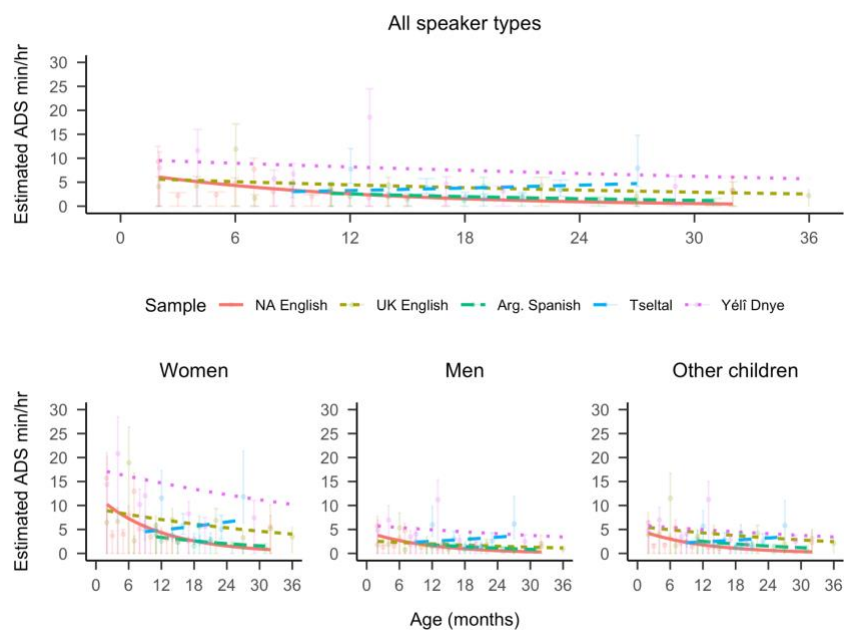 All speaker types
Estimated ADS min/hr
30
25
20
15
10
5
0
0 6 12 18 24 30 36
Sample NA English UK English Arg. Spanish Tseltal Yélî Dnye
Women Men Other children
Estimated ADS min/hr
30 30 30
25 25 25
20 20 20
15 15 15
10 10 10
5 5 5
0 0 0
0 6 12 18 24 30 36 0 6 12 18 24 30 36 0 6 12 18 24 30 36
Age (months)